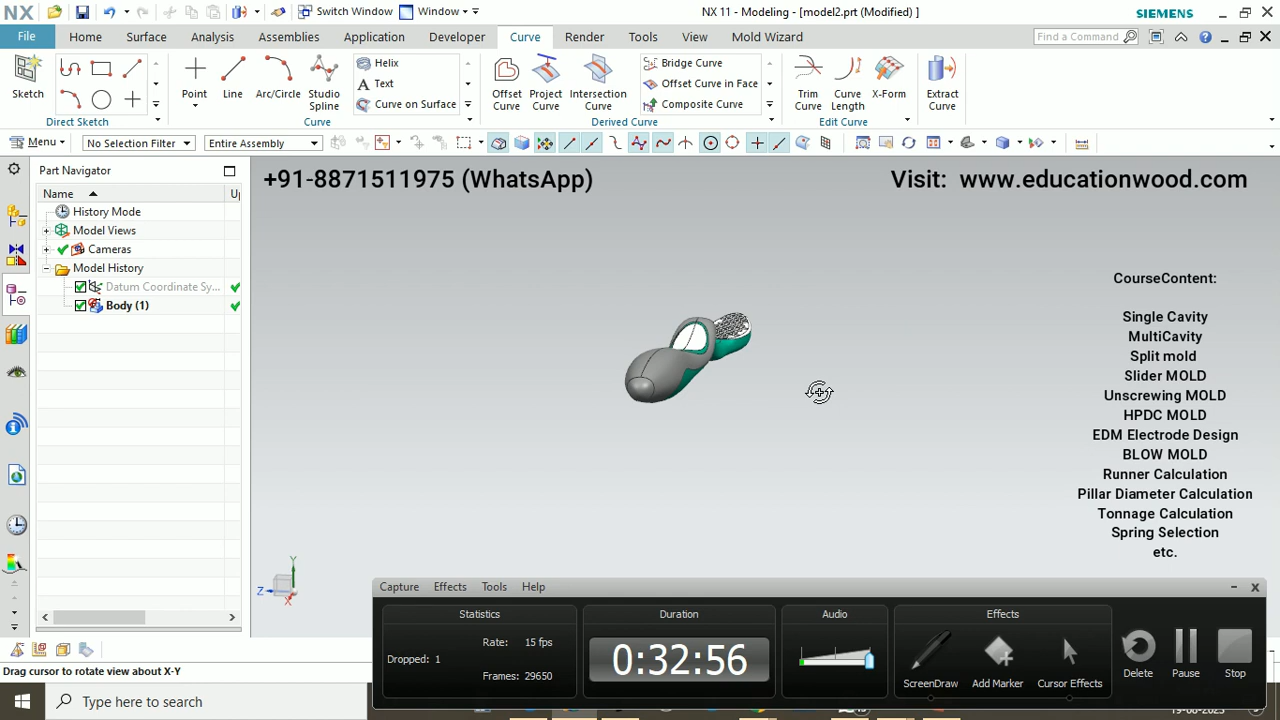 NX Switch Window Window NX 11 - Modeling - [model2.prt (Modified) ] SIEMENS
File Home Surface Analysis Assemblies Application Developer Curve Render Tools View Mold Wizard Find a Command
Sketch Point Line Arc/Circle Studio Spline Helix Text Curve on Surface Offset Curve Project Curve Intersection Curve Bridge Curve Offset Curve in Face Composite Curve Trim Curve Curve Length X-Form Extract Curve
Direct Sketch Curve Derived Curve Edit Curve
Menu No Selection Filter Entire Assembly
Part Navigator
Name Up
History Mode
Model Views
Cameras
Model History
Datum Coordinate Sy...
Body (1)
+91-8871511975 (WhatsApp)
Visit: www.educationwood.com
CourseContent:
Single Cavity
MultiCavity
Split mold
Slider MOLD
Unscrewing MOLD
HPDC MOLD
EDM Electrode Design
BLOW MOLD
Runner Calculation
Pillar Diameter Calculation
Tonnage Calculation
Spring Selection
etc.
Y
Z
X
Capture Effects Tools Help
Statistics Duration Audio Effects
Rate: 15 fps
Dropped: 1
Frames: 29650
0:32:56
ScreenDraw Add Marker Cursor Effects Delete Pause Stop
Drag cursor to rotate view about X-Y
Type here to search